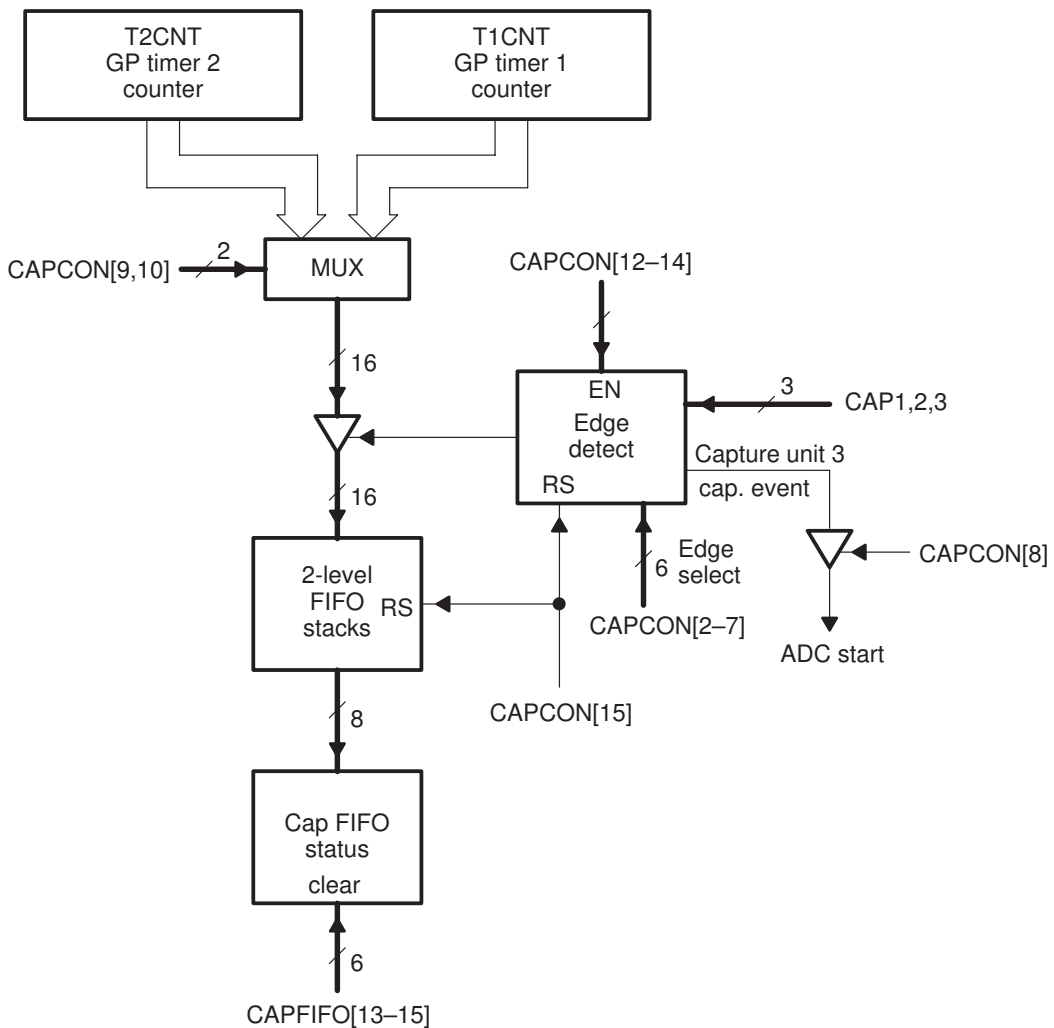 T2CNT
GP timer 2
counter
T1CNT
GP timer 1
counter
2
CAPCON[9,10]
MUX
CAPCON[12–14]
16
EN
3
CAP1,2,3
Edge
detect
Capture unit 3
cap. event
RS
16
CAPCON[8]
6
Edge
select
2-level
FIFO
stacks
RS
CAPCON[2–7]
ADC start
CAPCON[15]
8
Cap FIFO
status
clear
6
CAPFIFO[13–15]